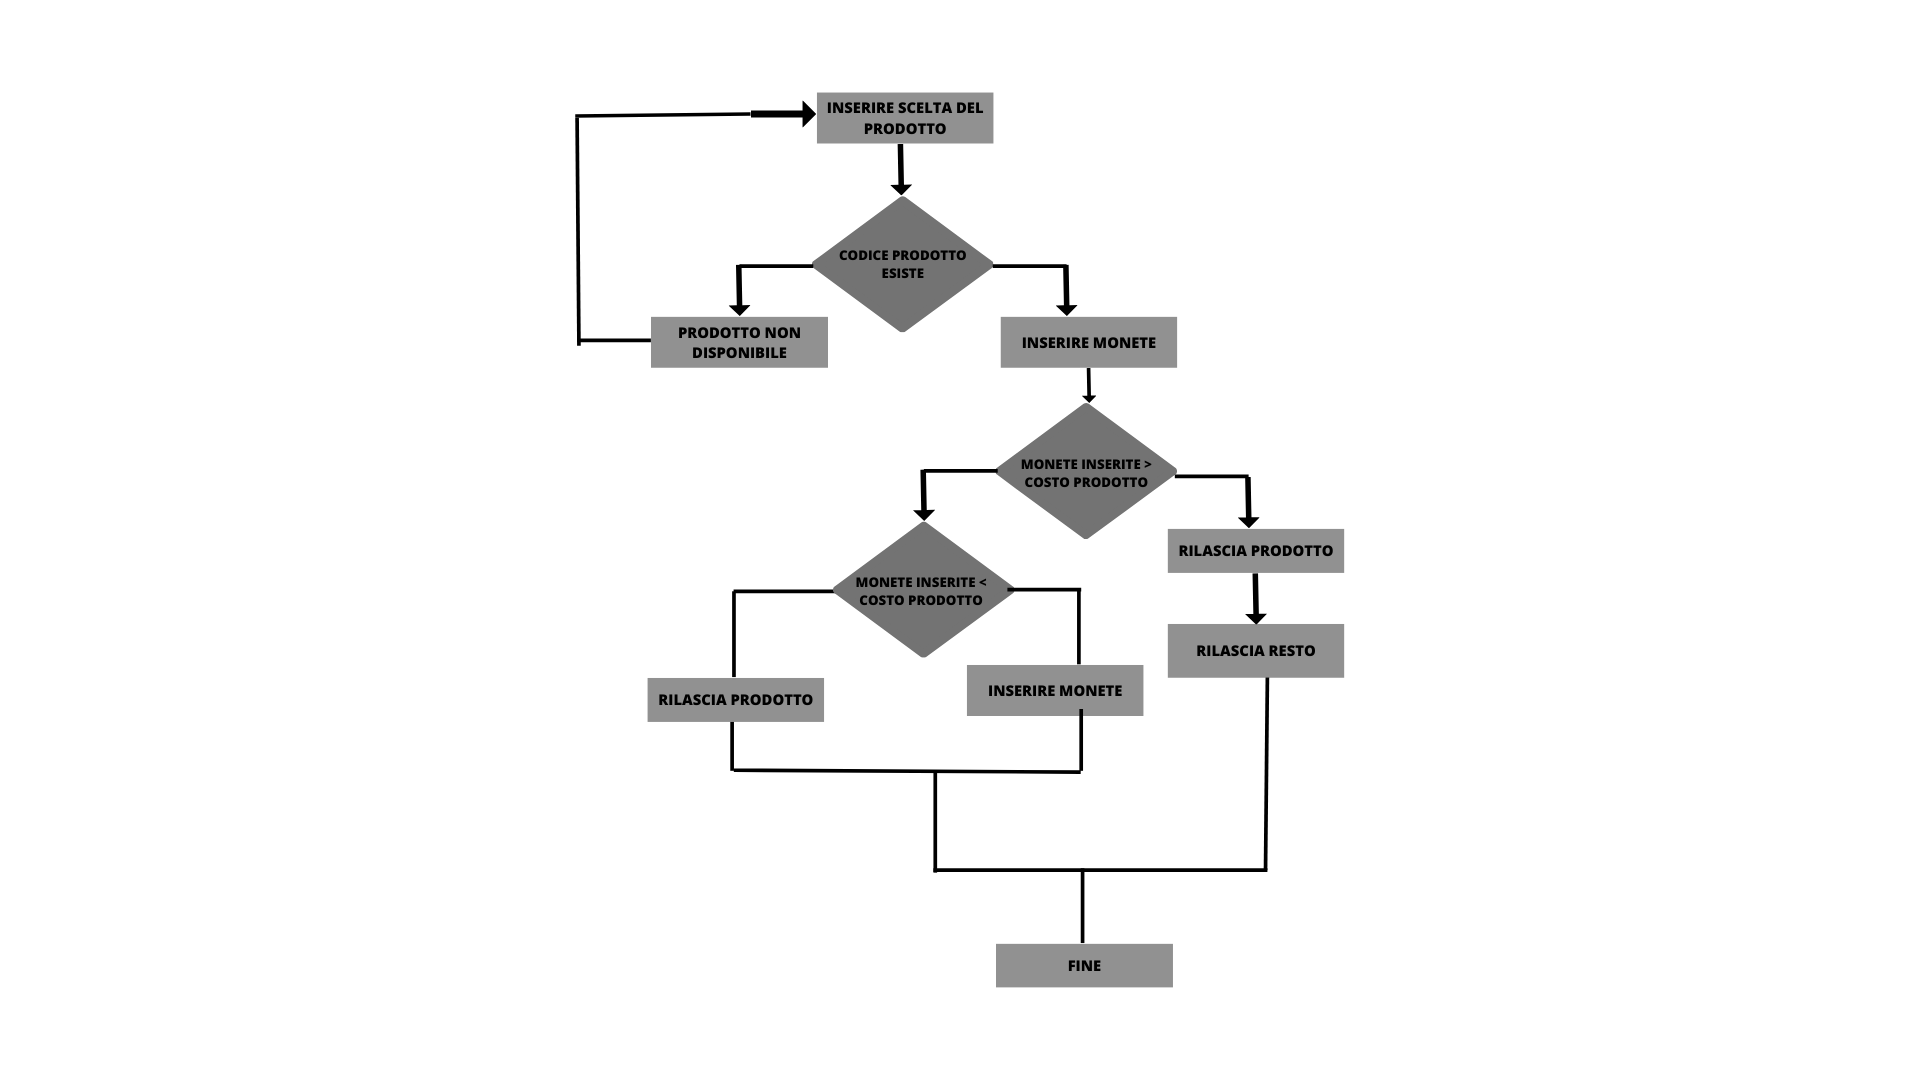 INSERIRE SCELTA DEL
PRODOTTO
CODICE PRODOTTO
ESISTE
PRODOTTO NON
DISPONIBILE
INSERIRE MONETE
MONETE INSERITE >
COSTO PRODOTTO
RILASCIA PRODOTTO
MONETE INSERITE <
COSTO PRODOTTO
RILASCIA RESTO
RILASCIA PRODOTTO
INSERIRE MONETE
FINE